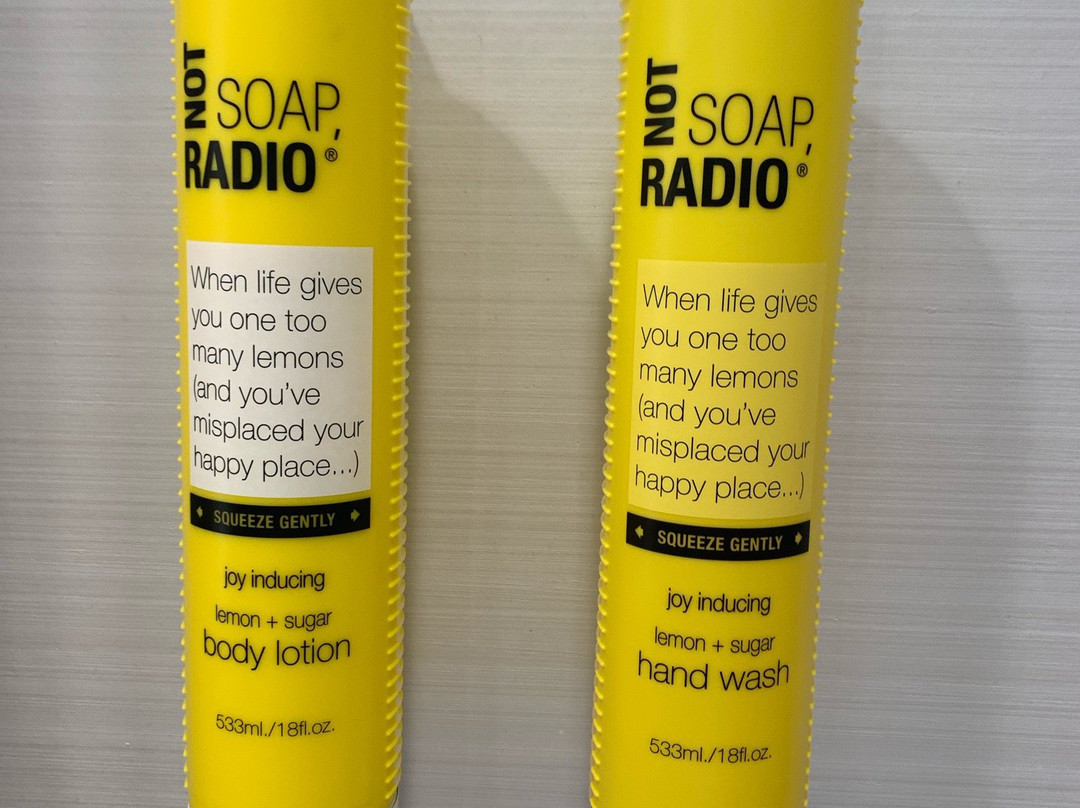 NOT SOAP,
RADIO®
When life gives
you one too
many lemons
(and you've
misplaced your
happy place...)
SQUEEZE GENTLY
joy inducing
lemon + sugar
body lotion
533ml./18fl.oz.
NOT SOAP,
RADIO®
When life gives
you one too
many lemons
(and you've
misplaced your
happy place...)
SQUEEZE GENTLY
joy inducing
lemon + sugar
hand wash
533ml./18fl.oz.